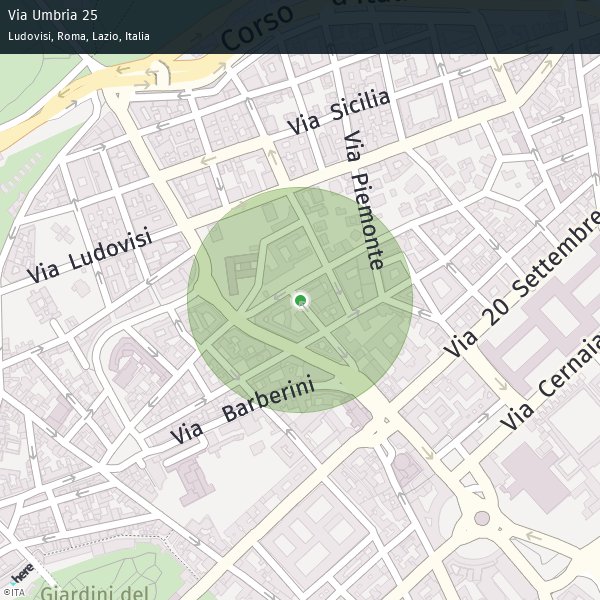 Via Umbria 25
Ludovisi, Roma, Lazio, Italia
Corso d'Itali
Via Sicilia
Via Piemonte
Via Ludovisi
Via 20 Settembre
Via Cernaia
Via Barberini
here
©ITA
Giardini del